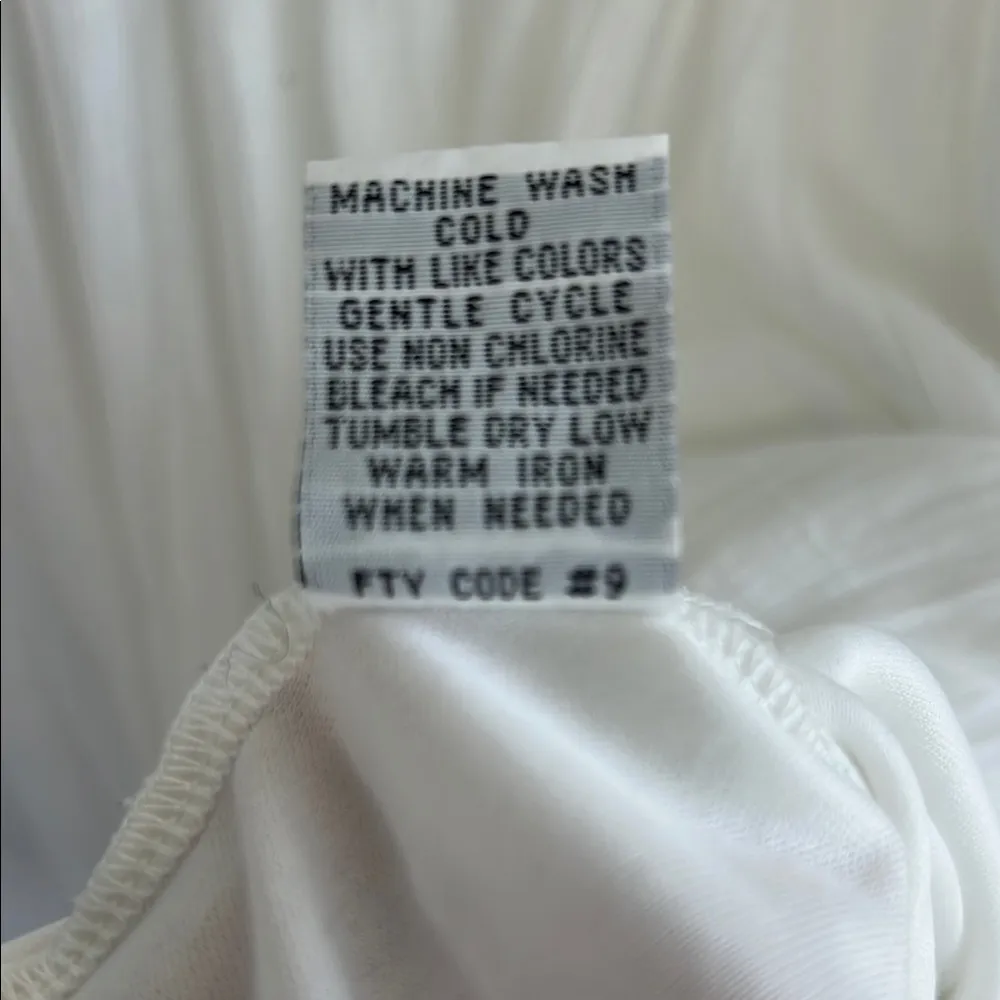 MACHINE WASH
COLD
WITH LIKE COLORS
GENTLE CYCLE
USE NON CHLORINE
BLEACH IF NEEDED
TUMBLE DRY LOW
WARM IRON
WHEN NEEDED
FTY CODE #9